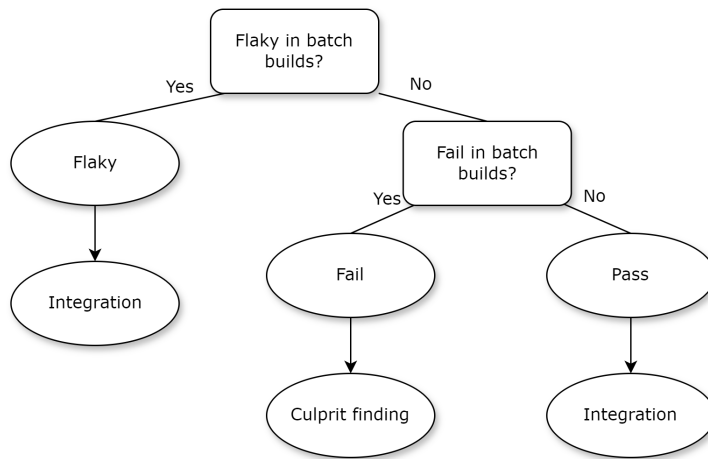 Flaky in batch
builds?
Yes
No
Flaky
Fail in batch
builds?
Yes
No
Integration
Fail
Pass
Culprit finding
Integration